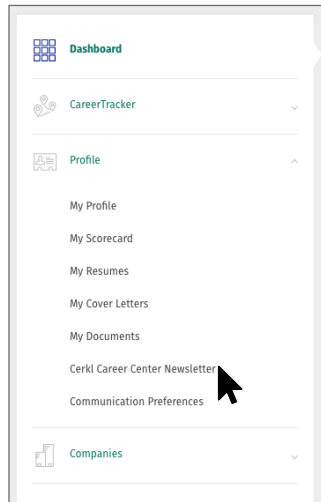 Dashboard
CareerTracker
Profile
My Profile
My Scorecard
My Resumes
My Cover Letters
My Documents
Cerkl Career Center Newsletter
Communication Preferences
Companies